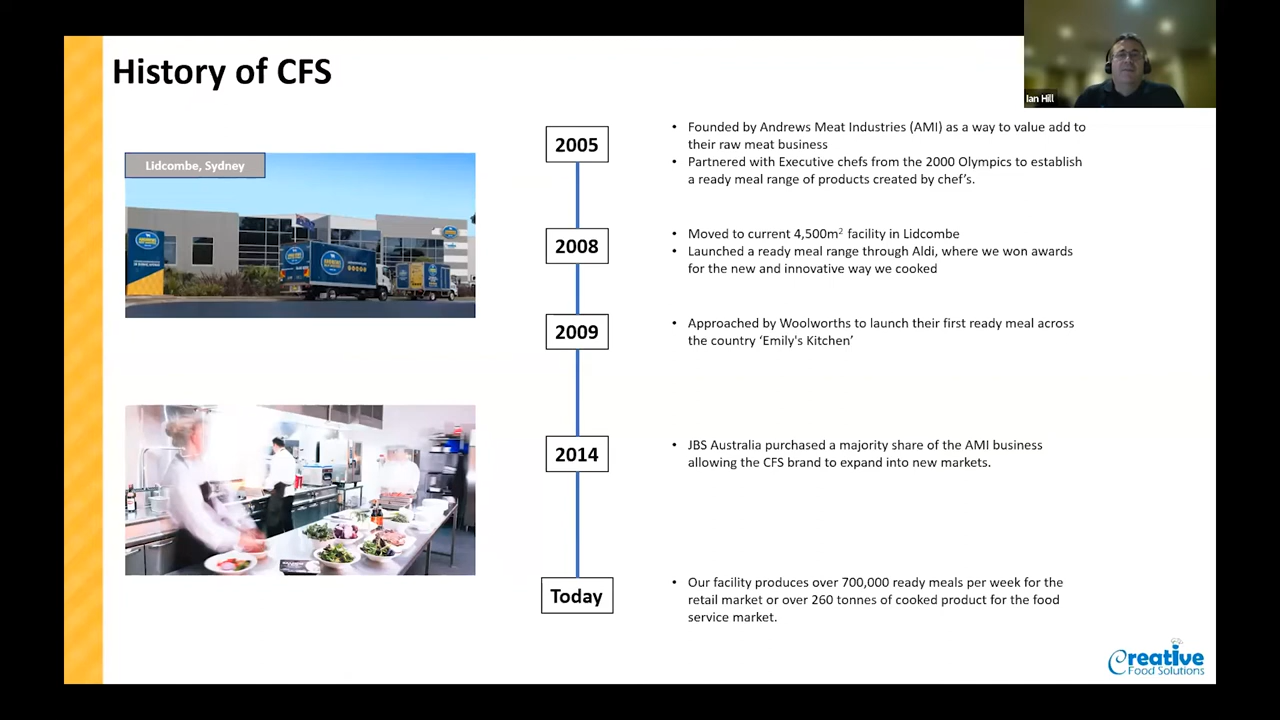 History of CFS
Ian Hill
Lidcombe, Sydney
2005
• Founded by Andrews Meat Industries (AMI) as a way to value add to
their raw meat business
• Partnered with Executive chefs from the 2000 Olympics to establish
a ready meal range of products created by chef's.
2008
• Moved to current 4,500m² facility in Lidcombe
• Launched a ready meal range through Aldi, where we won awards
for the new and innovative way we cooked
2009
• Approached by Woolworths to launch their first ready meal across
the country ‘Emily's Kitchen’
2014
• JBS Australia purchased a majority share of the AMI business
allowing the CFS brand to expand into new markets.
Today
• Our facility produces over 700,000 ready meals per week for the
retail market or over 260 tonnes of cooked product for the food
service market.
Creative
Food Solutions